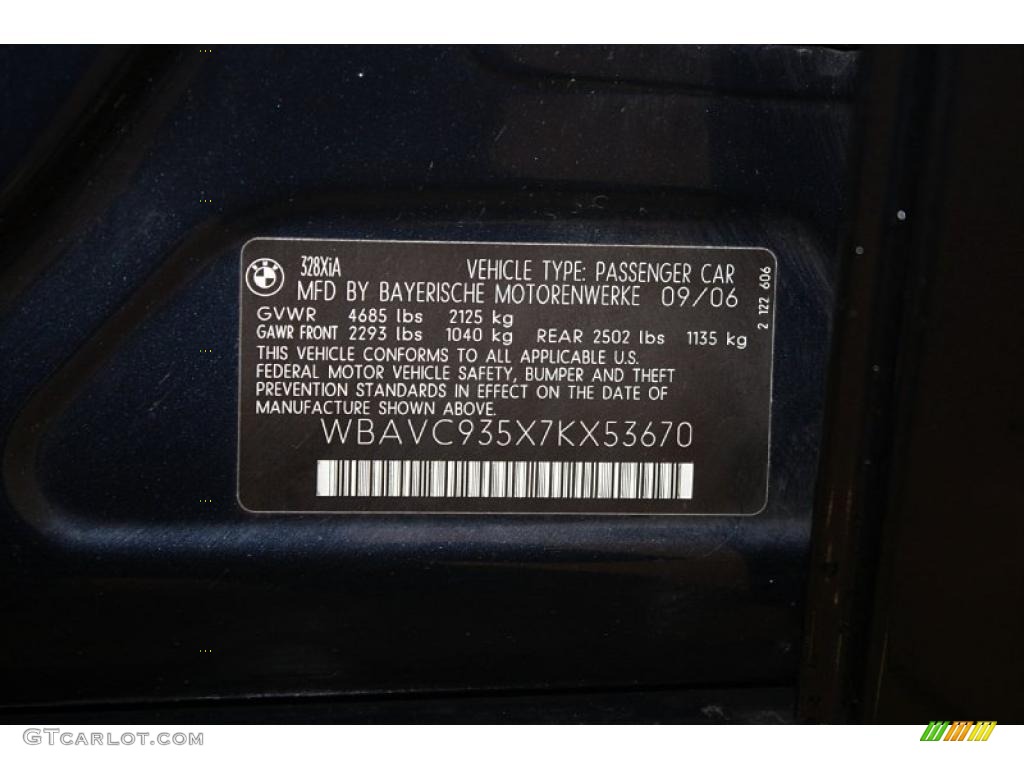 328XiA VEHICLE TYPE: PASSENGER CAR
MFD BY BAYERISCHE MOTORENWERKE 09/06
GVWR 4685 lbs 2125 kg
GAWR FRONT 2293 lbs 1040 kg REAR 2502 lbs 1135 kg
THIS VEHICLE CONFORMS TO ALL APPLICABLE U.S.
FEDERAL MOTOR VEHICLE SAFETY, BUMPER AND THEFT
PREVENTION STANDARDS IN EFFECT ON THE DATE OF
MANUFACTURE SHOWN ABOVE.
WBAVC935X7KX53670
2 122 606
GTcarlot.com